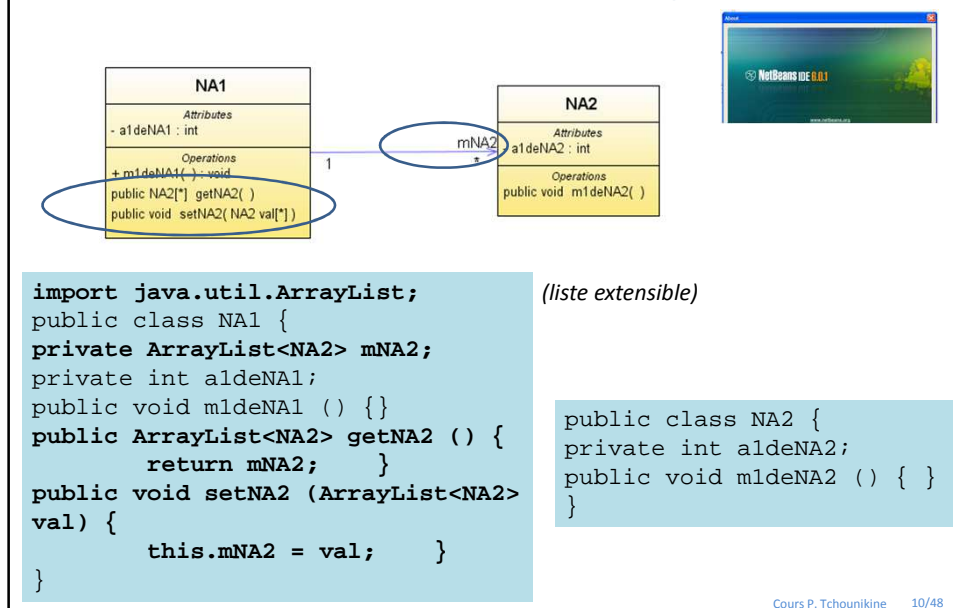 About
NetBeans IDE 6.0.1
www.netbeans.org
NA1
Attributes
- a1deNA1 : int
Operations
+ m1deNA1( ) : void
public NA2[*] getNA2( )
public void setNA2( NA2 val[*] )
1
mNA2
*
NA2
Attributes
- a1deNA2 : int
Operations
public void m1deNA2( )
import java.util.ArrayList;
public class NA1 {
private ArrayList<NA2> mNA2;
private int a1deNA1;
public void m1deNA1 () {}
public ArrayList<NA2> getNA2 () {
return mNA2; }
public void setNA2 (ArrayList<NA2>
val) {
this.mNA2 = val; }
}
(liste extensible)
public class NA2 {
private int a1deNA2;
public void m1deNA2 () { }
}
Cours P. Tchounikine 10/48